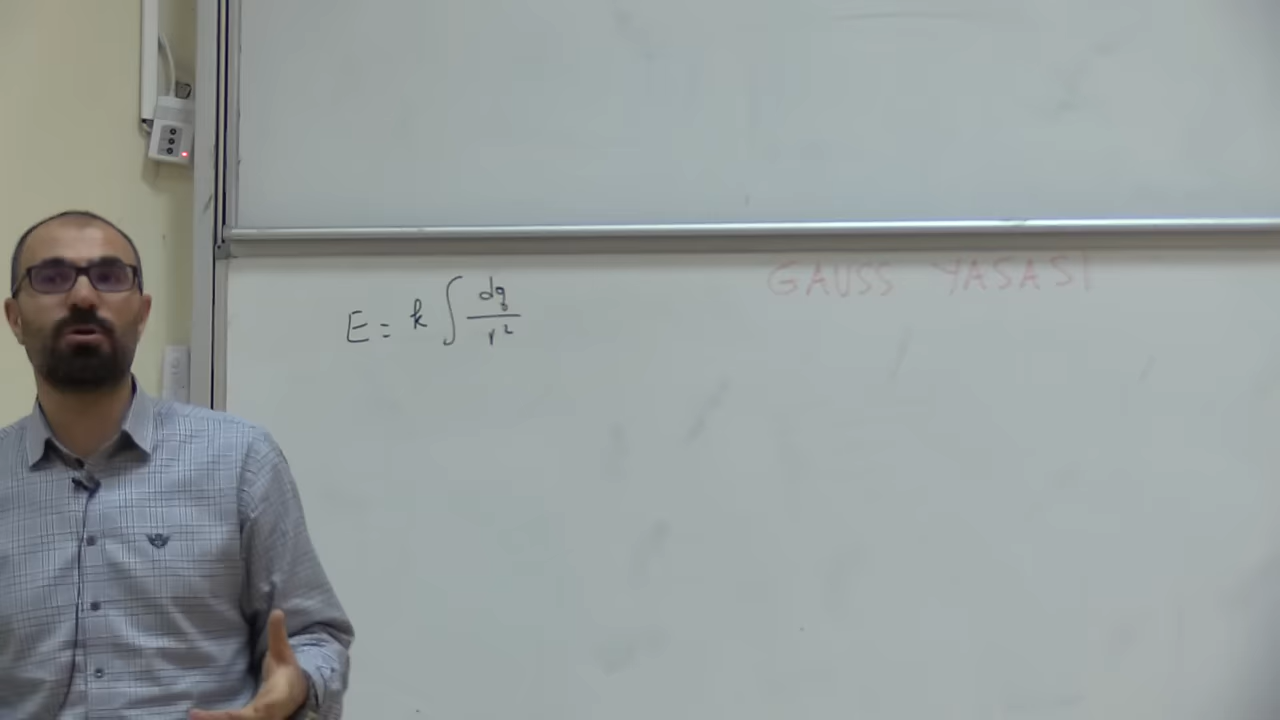 GAUSS YASASI
E = k ∫ dq / r²